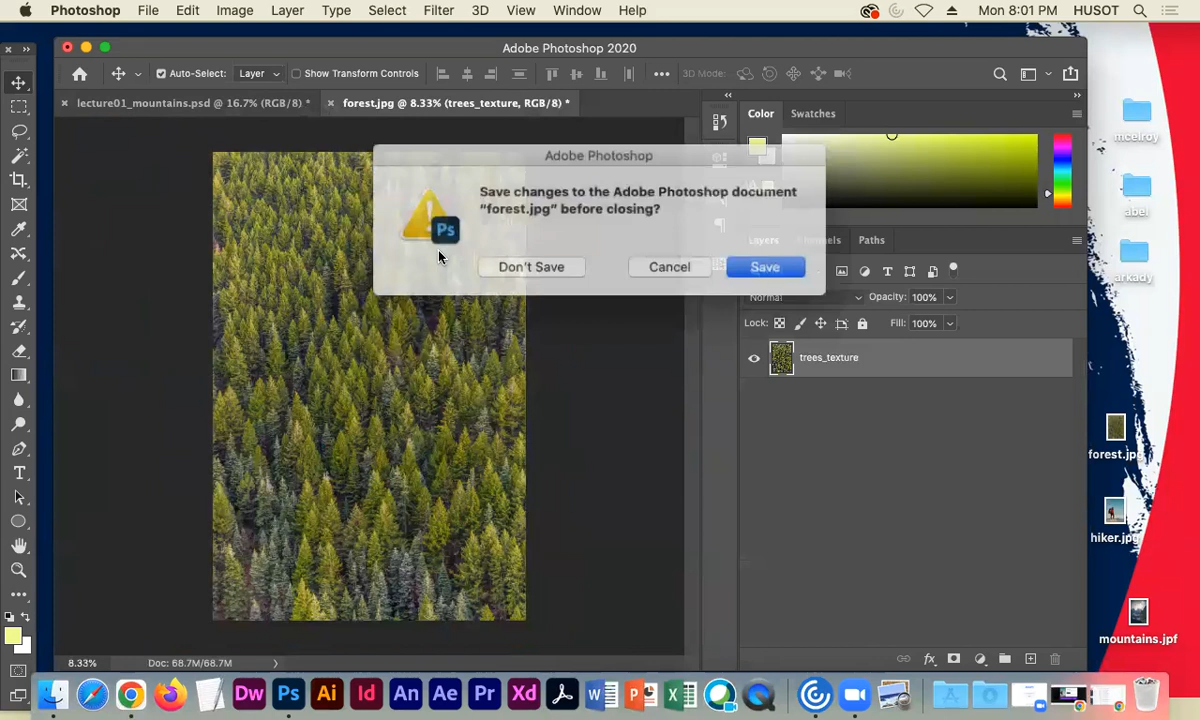 Photoshop File Edit Image Layer Type Select Filter 3D View Window Help Mon 8:01 PM HUSOT
Adobe Photoshop 2020
Auto-Select: Layer Show Transform Controls 3D Mode:
lecture01_mountains.psd @ 16.7% (RGB/8) * forest.jpg @ 8.33% (trees_texture, RGB/8) *
Color Swatches
Adobe Photoshop
Save changes to the Adobe Photoshop document
“forest.jpg” before closing?
Ps
Don't Save Cancel Save
Layers Channels Paths
Normal Opacity: 100%
Lock: Fill: 100%
trees_texture
8.33% Doc: 68.7M/68.7M
mcelroy
abel
arkady
forest.jpg
hiker.jpg
mountains.jpf
Dw Ps Ai Id An Ae Pr Xd W P X